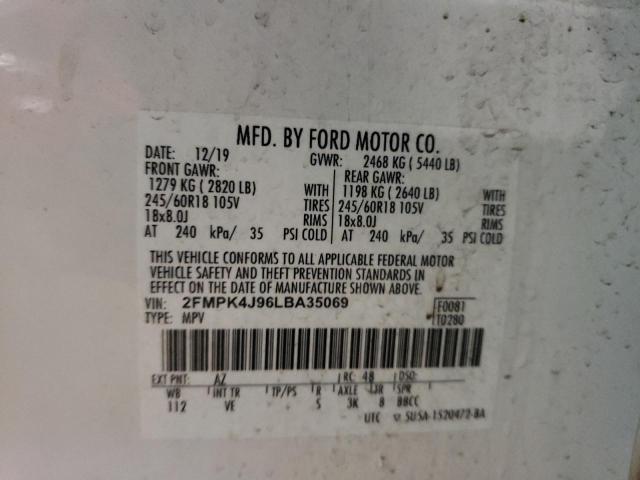 MFD. BY FORD MOTOR CO.
DATE: 12/19 GVWR: 2468 KG ( 5440 LB)
FRONT GAWR: REAR GAWR:
1279 KG ( 2820 LB) WITH 1198 KG ( 2640 LB) WITH
245/60R18 105V TIRES 245/60R18 105V TIRES
18x8.0J RIMS 18x8.0J RIMS
AT 240 kPa/ 35 PSI COLD AT 240 kPa/ 35 PSI COLD
THIS VEHICLE CONFORMS TO ALL APPLICABLE FEDERAL MOTOR
VEHICLE SAFETY AND THEFT PREVENTION STANDARDS IN
EFFECT ON THE DATE OF MANUFACTURE SHOWN ABOVE.
VIN: 2FMPK4J96LBA35069 F0081
TYPE: MPV T0280
EXT PNT: AZ RC: 48 DSO:
WB INT TR TP/PS R AXLE TR SPR
112 VE 5 3K 8 BBCC
UTC 5U5A-1520472-BA